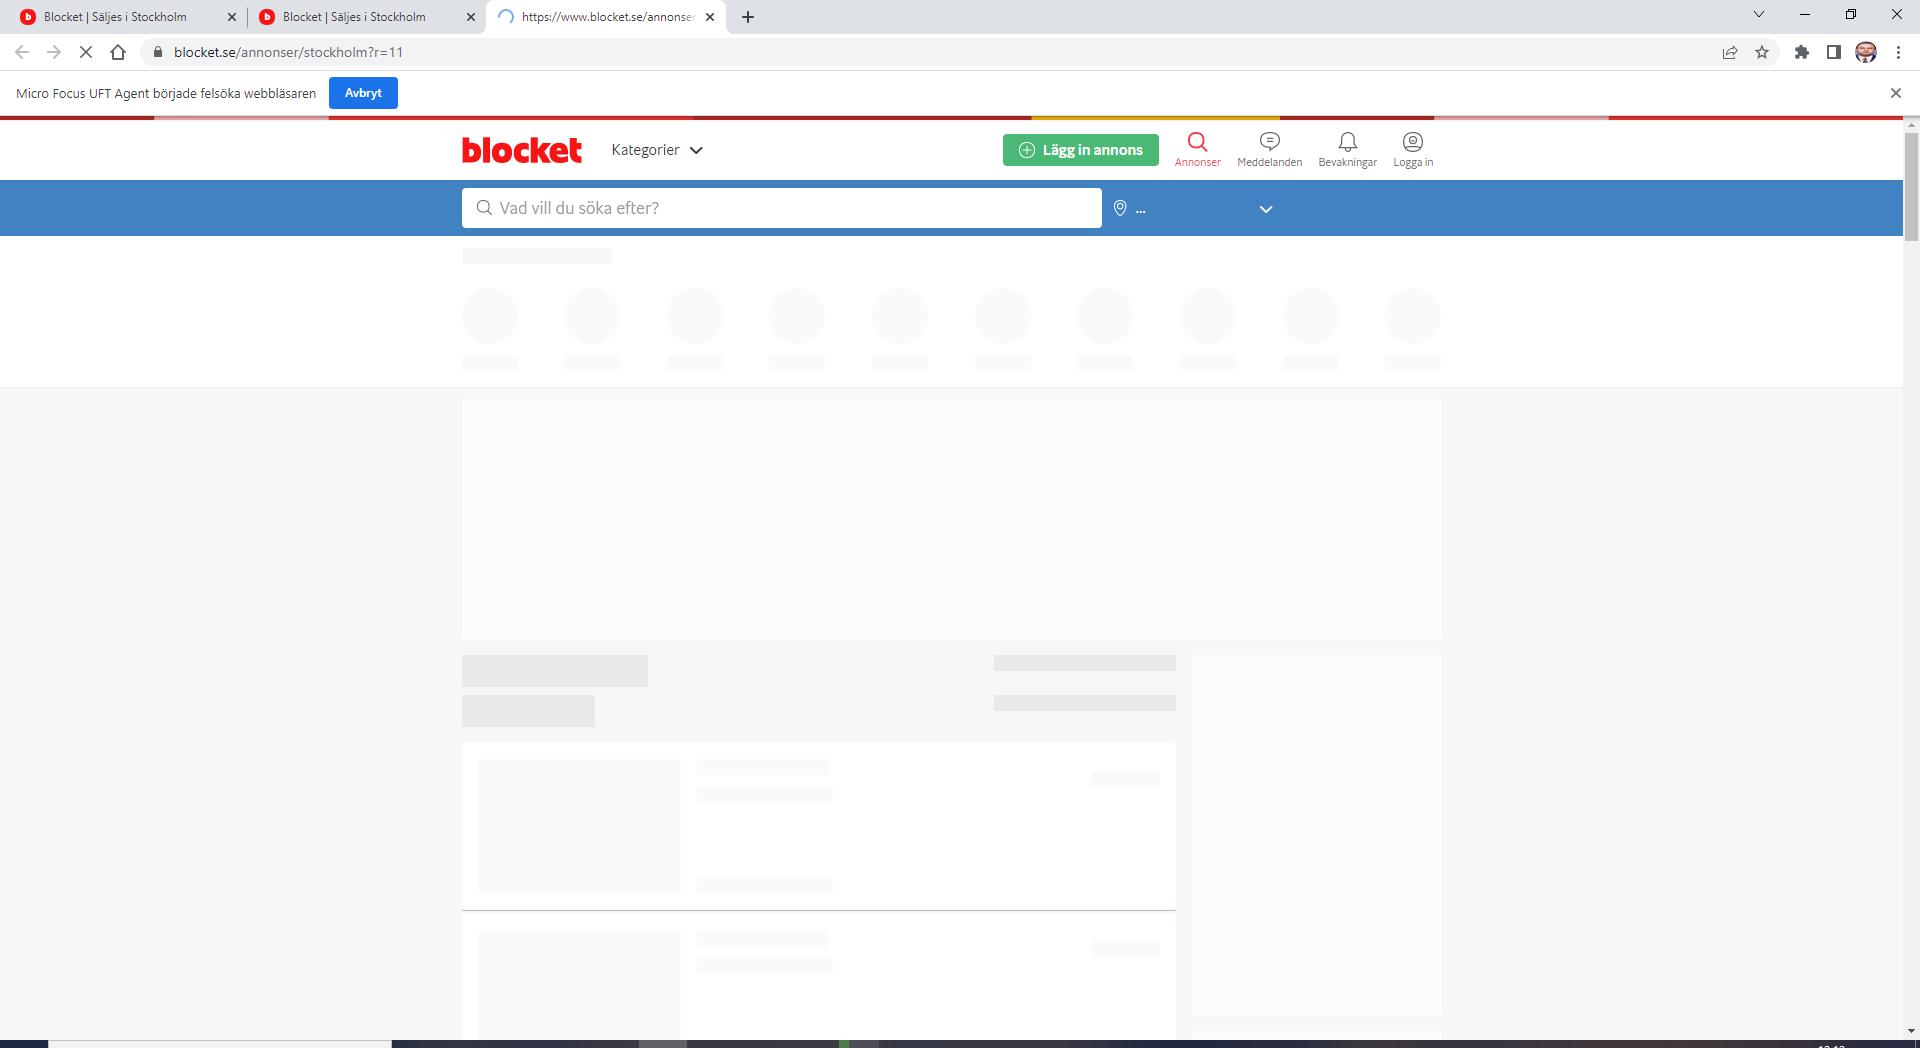 Blocket | Säljes i Stockholm
Blocket | Säljes i Stockholm
https://www.blocket.se/annonser
blocket.se/annonser/stockholm?r=11
Micro Focus UFT Agent började felsöka webbläsaren
Avbryt
blocket
Kategorier
Lägg in annons
Annonser
Meddelanden
Bevakningar
Logga in
Vad vill du söka efter?
...